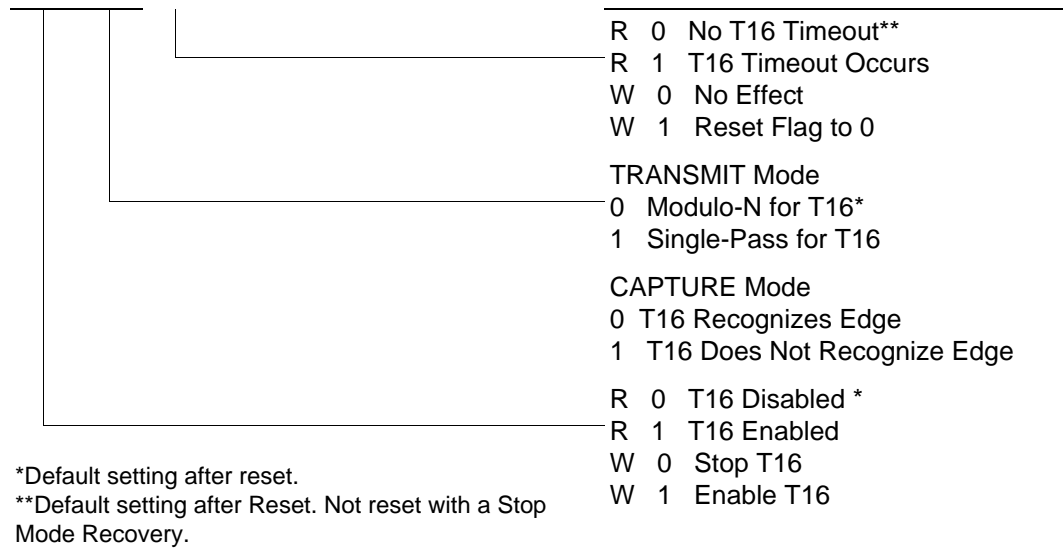 R 0 No T16 Timeout**
R 1 T16 Timeout Occurs
W 0 No Effect
W 1 Reset Flag to 0
TRANSMIT Mode
0 Modulo-N for T16*
1 Single-Pass for T16
CAPTURE Mode
0 T16 Recognizes Edge
1 T16 Does Not Recognize Edge
R 0 T16 Disabled *
R 1 T16 Enabled
W 0 Stop T16
W 1 Enable T16
*Default setting after reset.
**Default setting after Reset. Not reset with a Stop
Mode Recovery.